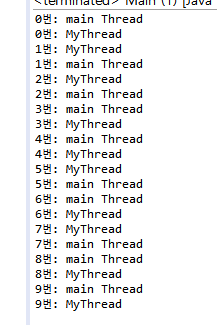 <terminated> Main (1) [Java
0번: main Thread
0번: MyThread
1번: MyThread
1번: main Thread
2번: MyThread
2번: main Thread
3번: main Thread
3번: MyThread
4번: main Thread
4번: MyThread
5번: MyThread
5번: main Thread
6번: main Thread
6번: MyThread
7번: MyThread
7번: main Thread
8번: main Thread
8번: MyThread
9번: main Thread
9번: MyThread